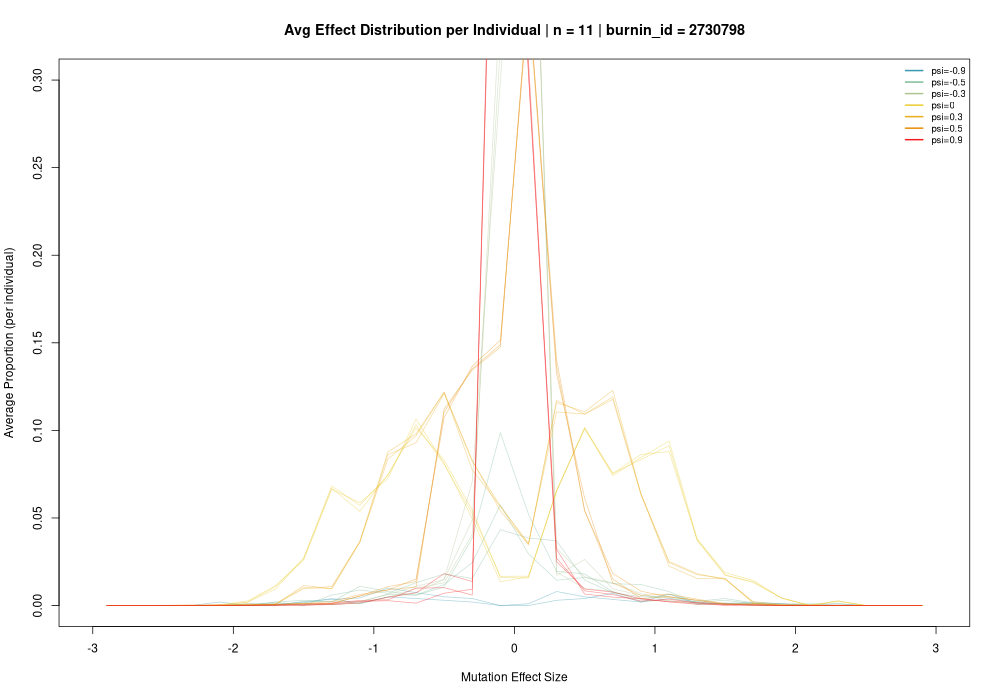 Avg Effect Distribution per Individual | n = 11 | burnin_id = 2730798
psi=-0.9
psi=-0.5
psi=-0.3
psi=0
psi=0.3
psi=0.5
psi=0.9
Average Proportion (per individual)
0.30
0.25
0.20
0.15
0.10
0.05
0.00
-3 -2 -1 0 1 2 3
Mutation Effect Size